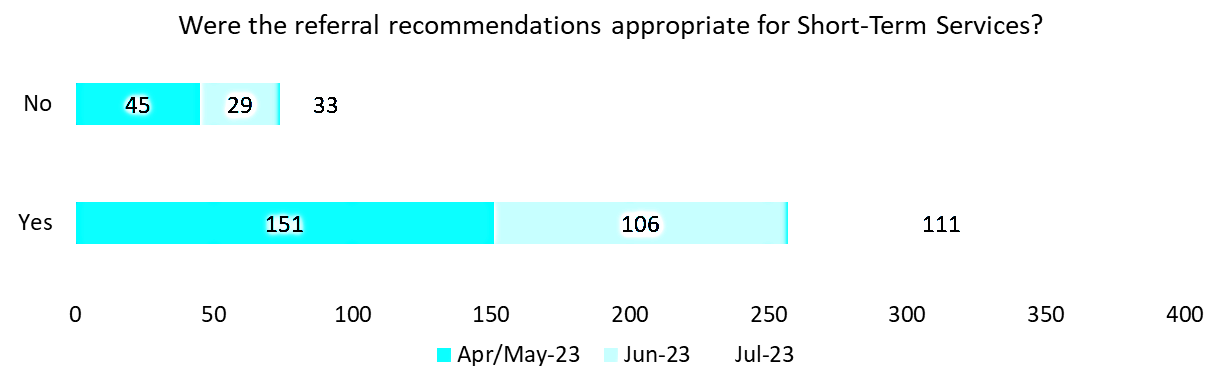 Were the referral recommendations appropriate for Short-Term Services?
No 45 29 33
Yes 151 106 111
0 50 100 150 200 250 300 350 400
Apr/May-23 Jun-23 Jul-23